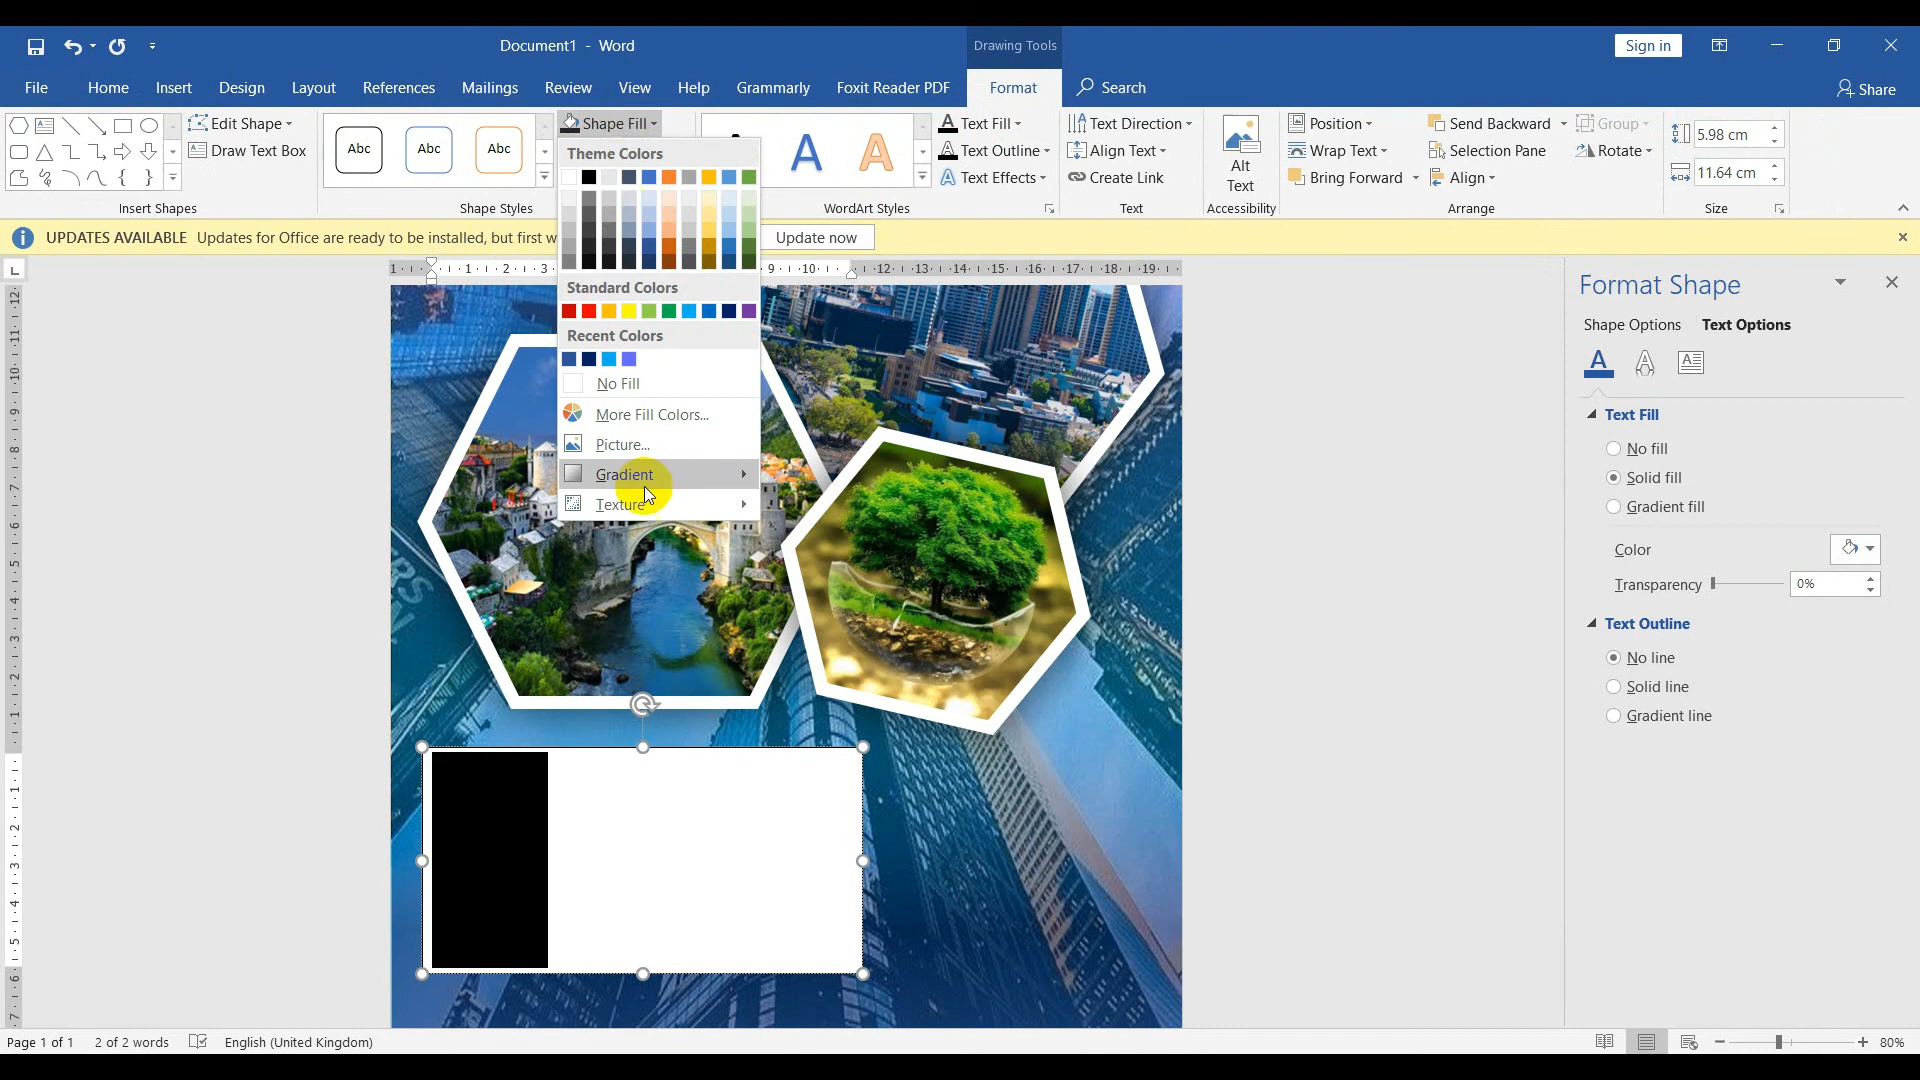 Document1 - Word
Drawing Tools
Sign in
File Home Insert Design Layout References Mailings Review View Help Grammarly Foxit Reader PDF Format Search Share
Edit Shape
Draw Text Box
Insert Shapes
Abc Abc Abc
Shape Styles
Shape Fill
Text Fill
Text Outline
Text Effects
WordArt Styles
Text Direction
Align Text
Create Link
Text
Alt
Text
Accessibility
Position
Wrap Text
Bring Forward
Send Backward
Selection Pane
Align
Group
Rotate
Arrange
5.98 cm
11.64 cm
Size
UPDATES AVAILABLE Updates for Office are ready to be installed, but first w
Update now
Theme Colors
Standard Colors
Recent Colors
No Fill
More Fill Colors...
Picture...
Gradient
Texture
Format Shape
Shape Options Text Options
Text Fill
No fill
Solid fill
Gradient fill
Color
Transparency 0%
Text Outline
No line
Solid line
Gradient line
Page 1 of 1 2 of 2 words English (United Kingdom) 80%